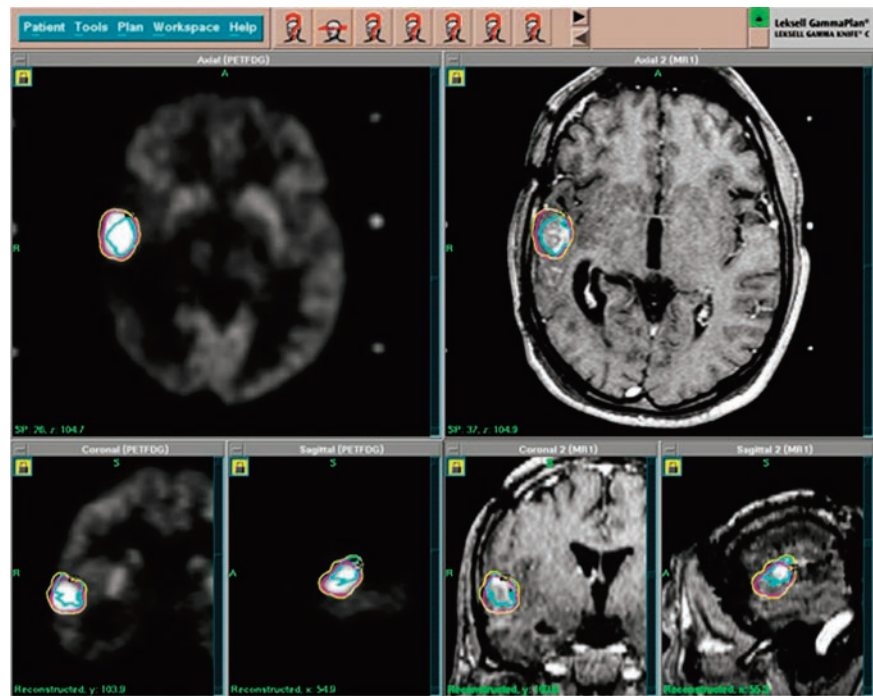 Patient Tools Plan Workspace Help
Leksell GammaPlan®
LEKSELL GAMMA KNIFE® C
Axial (PETFDG)
Axial 2 (MR1)
A
A
R
R
SP: 26, z: 104.7
SP: 37, z: 104.9
Coronal (PETFDG)
Sagittal (PETFDG)
Coronal 2 (MR1)
Sagittal 2 (MR1)
S
S
S
S
R
A
R
A
Reconstructed, y: 103.9
Reconstructed, x: 54.9
Reconstructed, y:
Reconstructed, x: